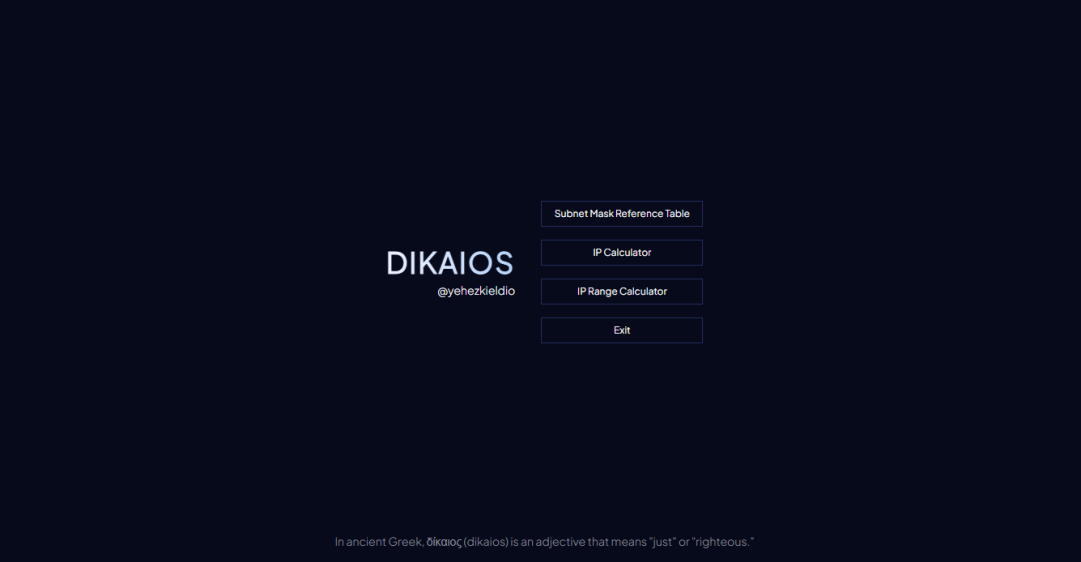 DIKAIOS
@yehezkieldio
Subnet Mask Reference Table
IP Calculator
IP Range Calculator
Exit
In ancient Greek, δίκαιος (dikaios) is an adjective that means "just" or "righteous."